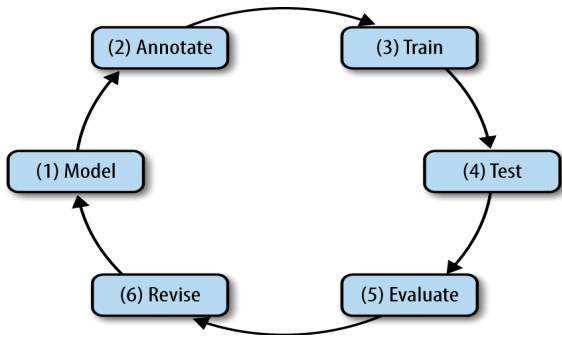 (1) Model
(2) Annotate
(3) Train
(4) Test
(5) Evaluate
(6) Revise